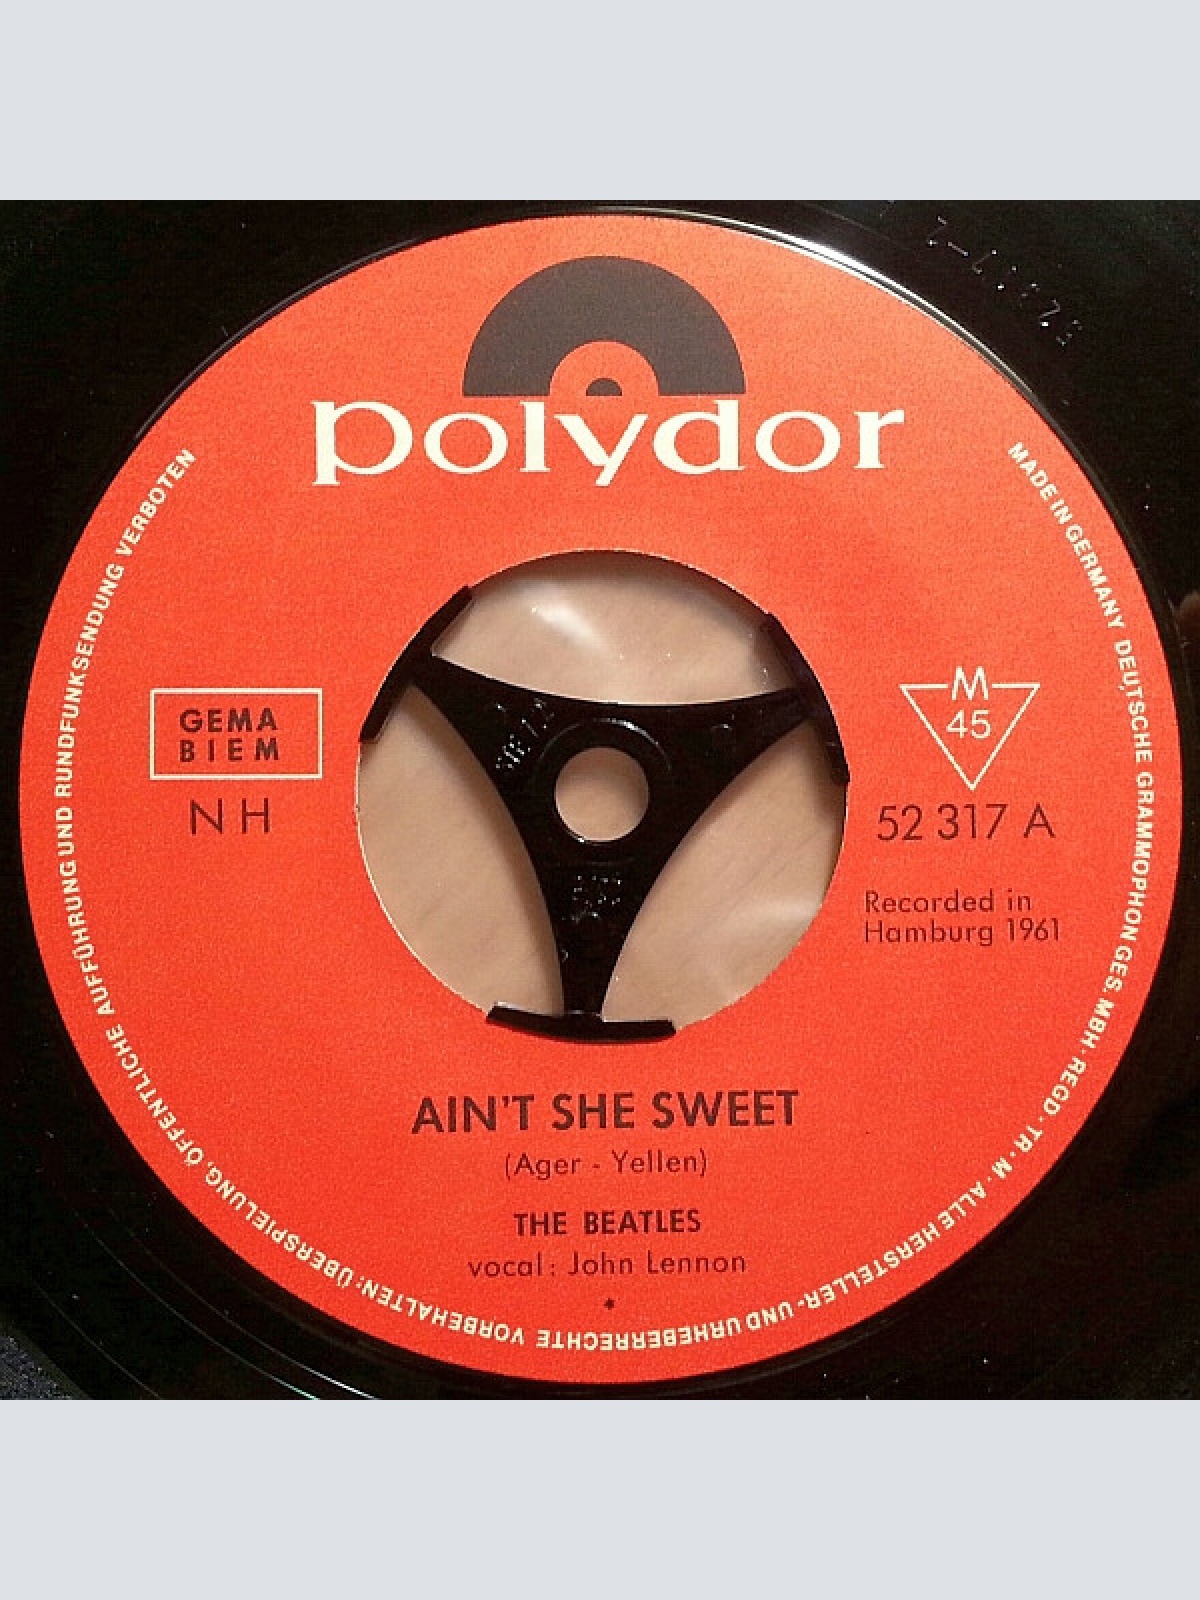 polydor
MADE IN GERMANY DEUTSCHE GRAMMOPHON GES. MBH · REGD · TR · M · ALLE HERSTELLER- UND URHEBERRECHTE VORBEHALTEN: ÜBERSPIELUNG, ÖFFENTLICHE AUFFÜHRUNG UND RUNDFUNKSENDUNG VERBOTEN
GEMA
BIEM
NH
M
45
52 317 A
Recorded in
Hamburg 1961
AIN'T SHE SWEET
(Ager - Yellen)
THE BEATLES
vocal: John Lennon
*